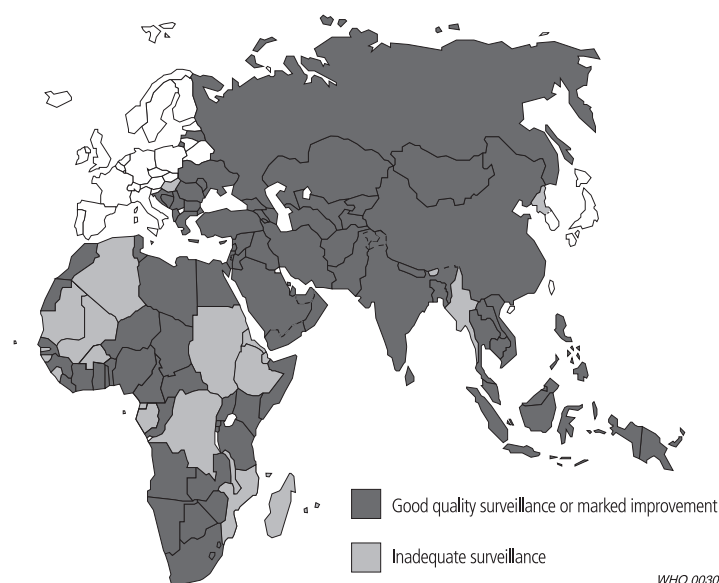 Good quality surveillance or marked improvement
Inadequate surveillance
WHO 0030